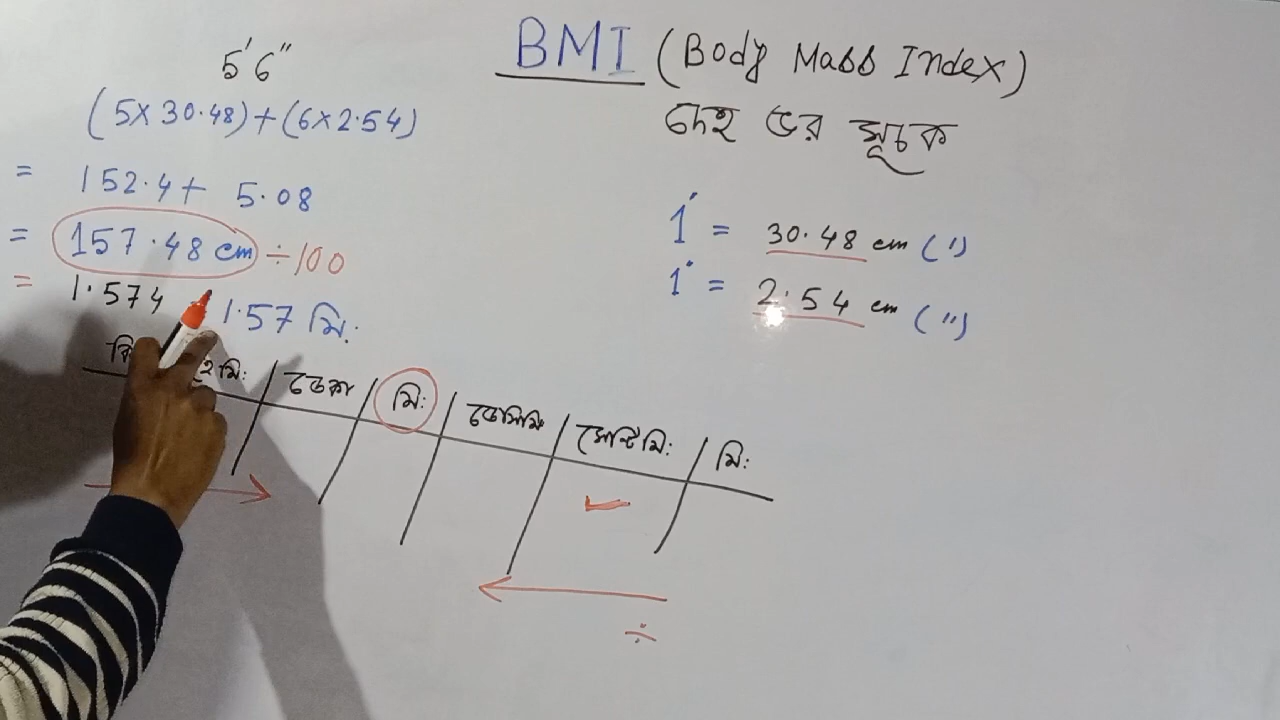 BMI (Body Mass Index)
দেহ ভর সূচক
5'6"
(5×30.48)+(6×2.54)
= 152.4+ 5.08
= 157.48 cm ÷100
= 1.574 1.57 মি:
1' = 30.48 cm (')
1" = 2.54 cm (")
মি: ডেকা মি: ডেসিমি সেন্টিমি: মি:
÷